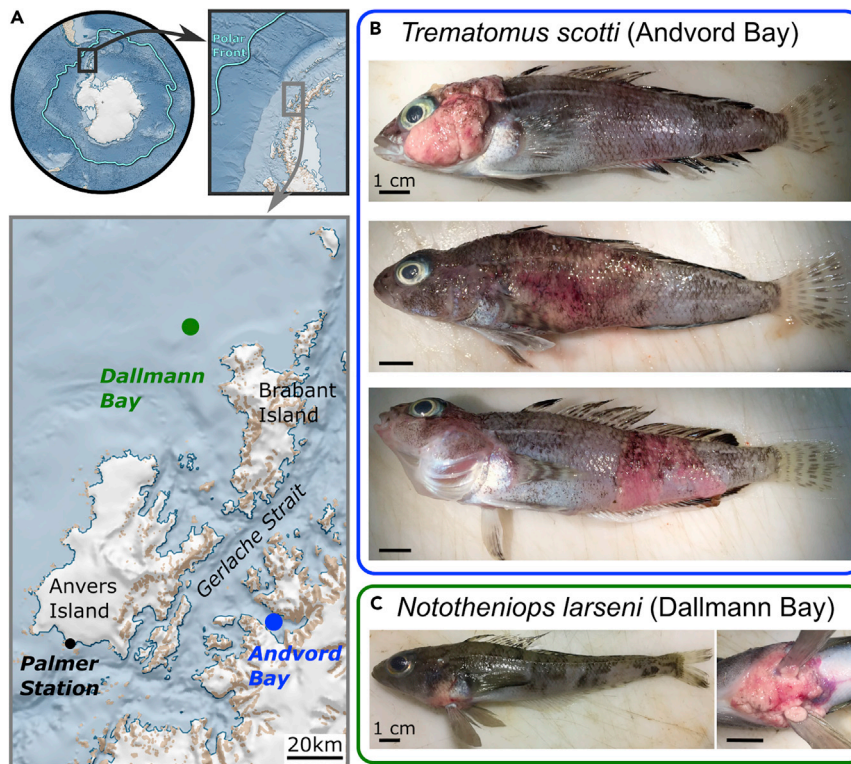 A
Polar
Front
Dallmann
Bay
Brabant
Island
Gerlache Strait
Anvers
Island
Palmer
Station
Andvord
Bay
20km
B
Trematomus scotti (Andvord Bay)
1 cm
C
Nototheniops larseni (Dallmann Bay)
1 cm